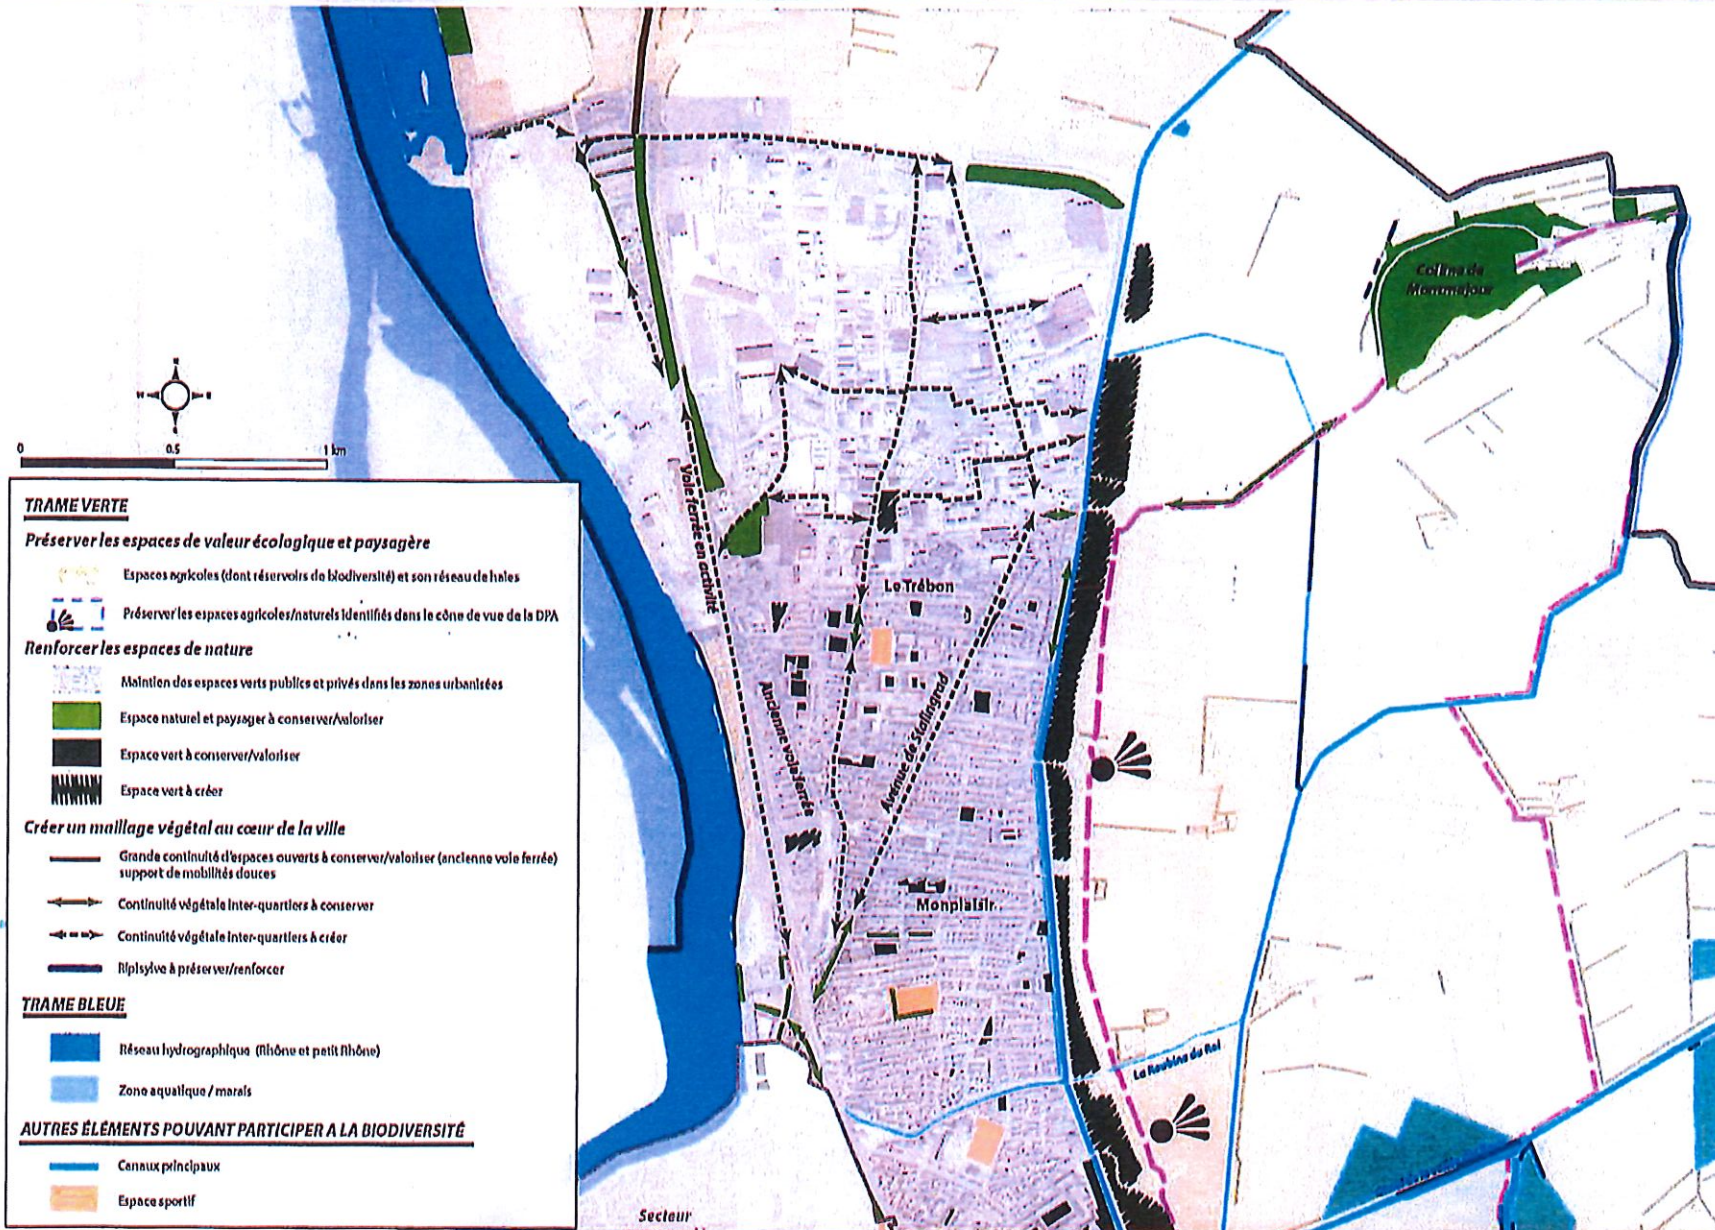 N
W
0 0.5 1 km
TRAME VERTE
Préserver les espaces de valeur écologique et paysagère
Espaces agricoles (dont réservoirs de biodiversité) et son réseau de haies
Préserver les espaces agricoles/naturels identifiés dans le cône de vue de la DPA
Renforcer les espaces de nature
Maintien des espaces verts publics et privés dans les zones urbanisées
Espace naturel et paysager à conserver/valoriser
Espace vert à conserver/valoriser
Espace vert à créer
Créer un maillage végétal au cœur de la ville
Grande continuité d'espaces ouverts à conserver/valoriser (ancienne voie ferrée)
support de mobilités douces
Continuité végétale inter-quartiers à conserver
Continuité végétale inter-quartiers à créer
Ripisylve à préserver/renforcer
TRAME BLEUE
Réseau hydrographique (Rhône et petit Rhône)
Zone aquatique / marais
AUTRES ÉLÉMENTS POUVANT PARTICIPER A LA BIODIVERSITÉ
Canaux principaux
Espace sportif
Colline de
Montmajour
Voie ferrée en activité
Le Trébon
Ancienne voie ferrée
Avenue de Stalingrad
Monplaisir
La Roubine du Roi
Secteur